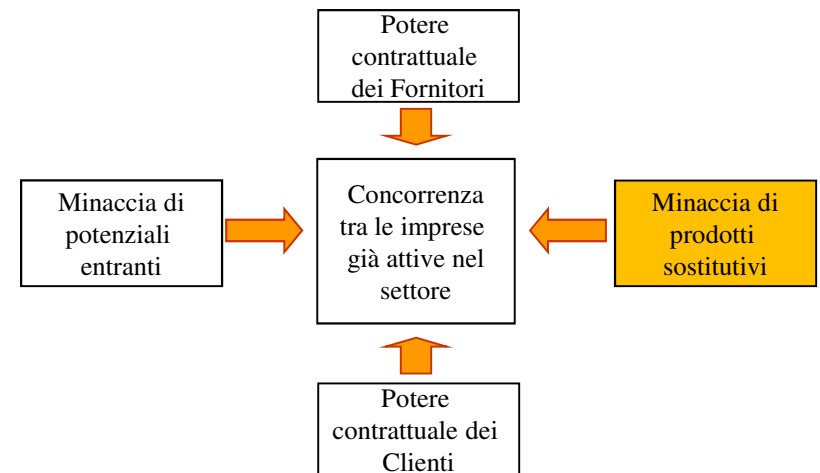 Potere
contrattuale
dei Fornitori
Minaccia di
potenziali
entranti
Concorrenza
tra le imprese
già attive nel
settore
Minaccia di
prodotti
sostitutivi
Potere
contrattuale dei
Clienti